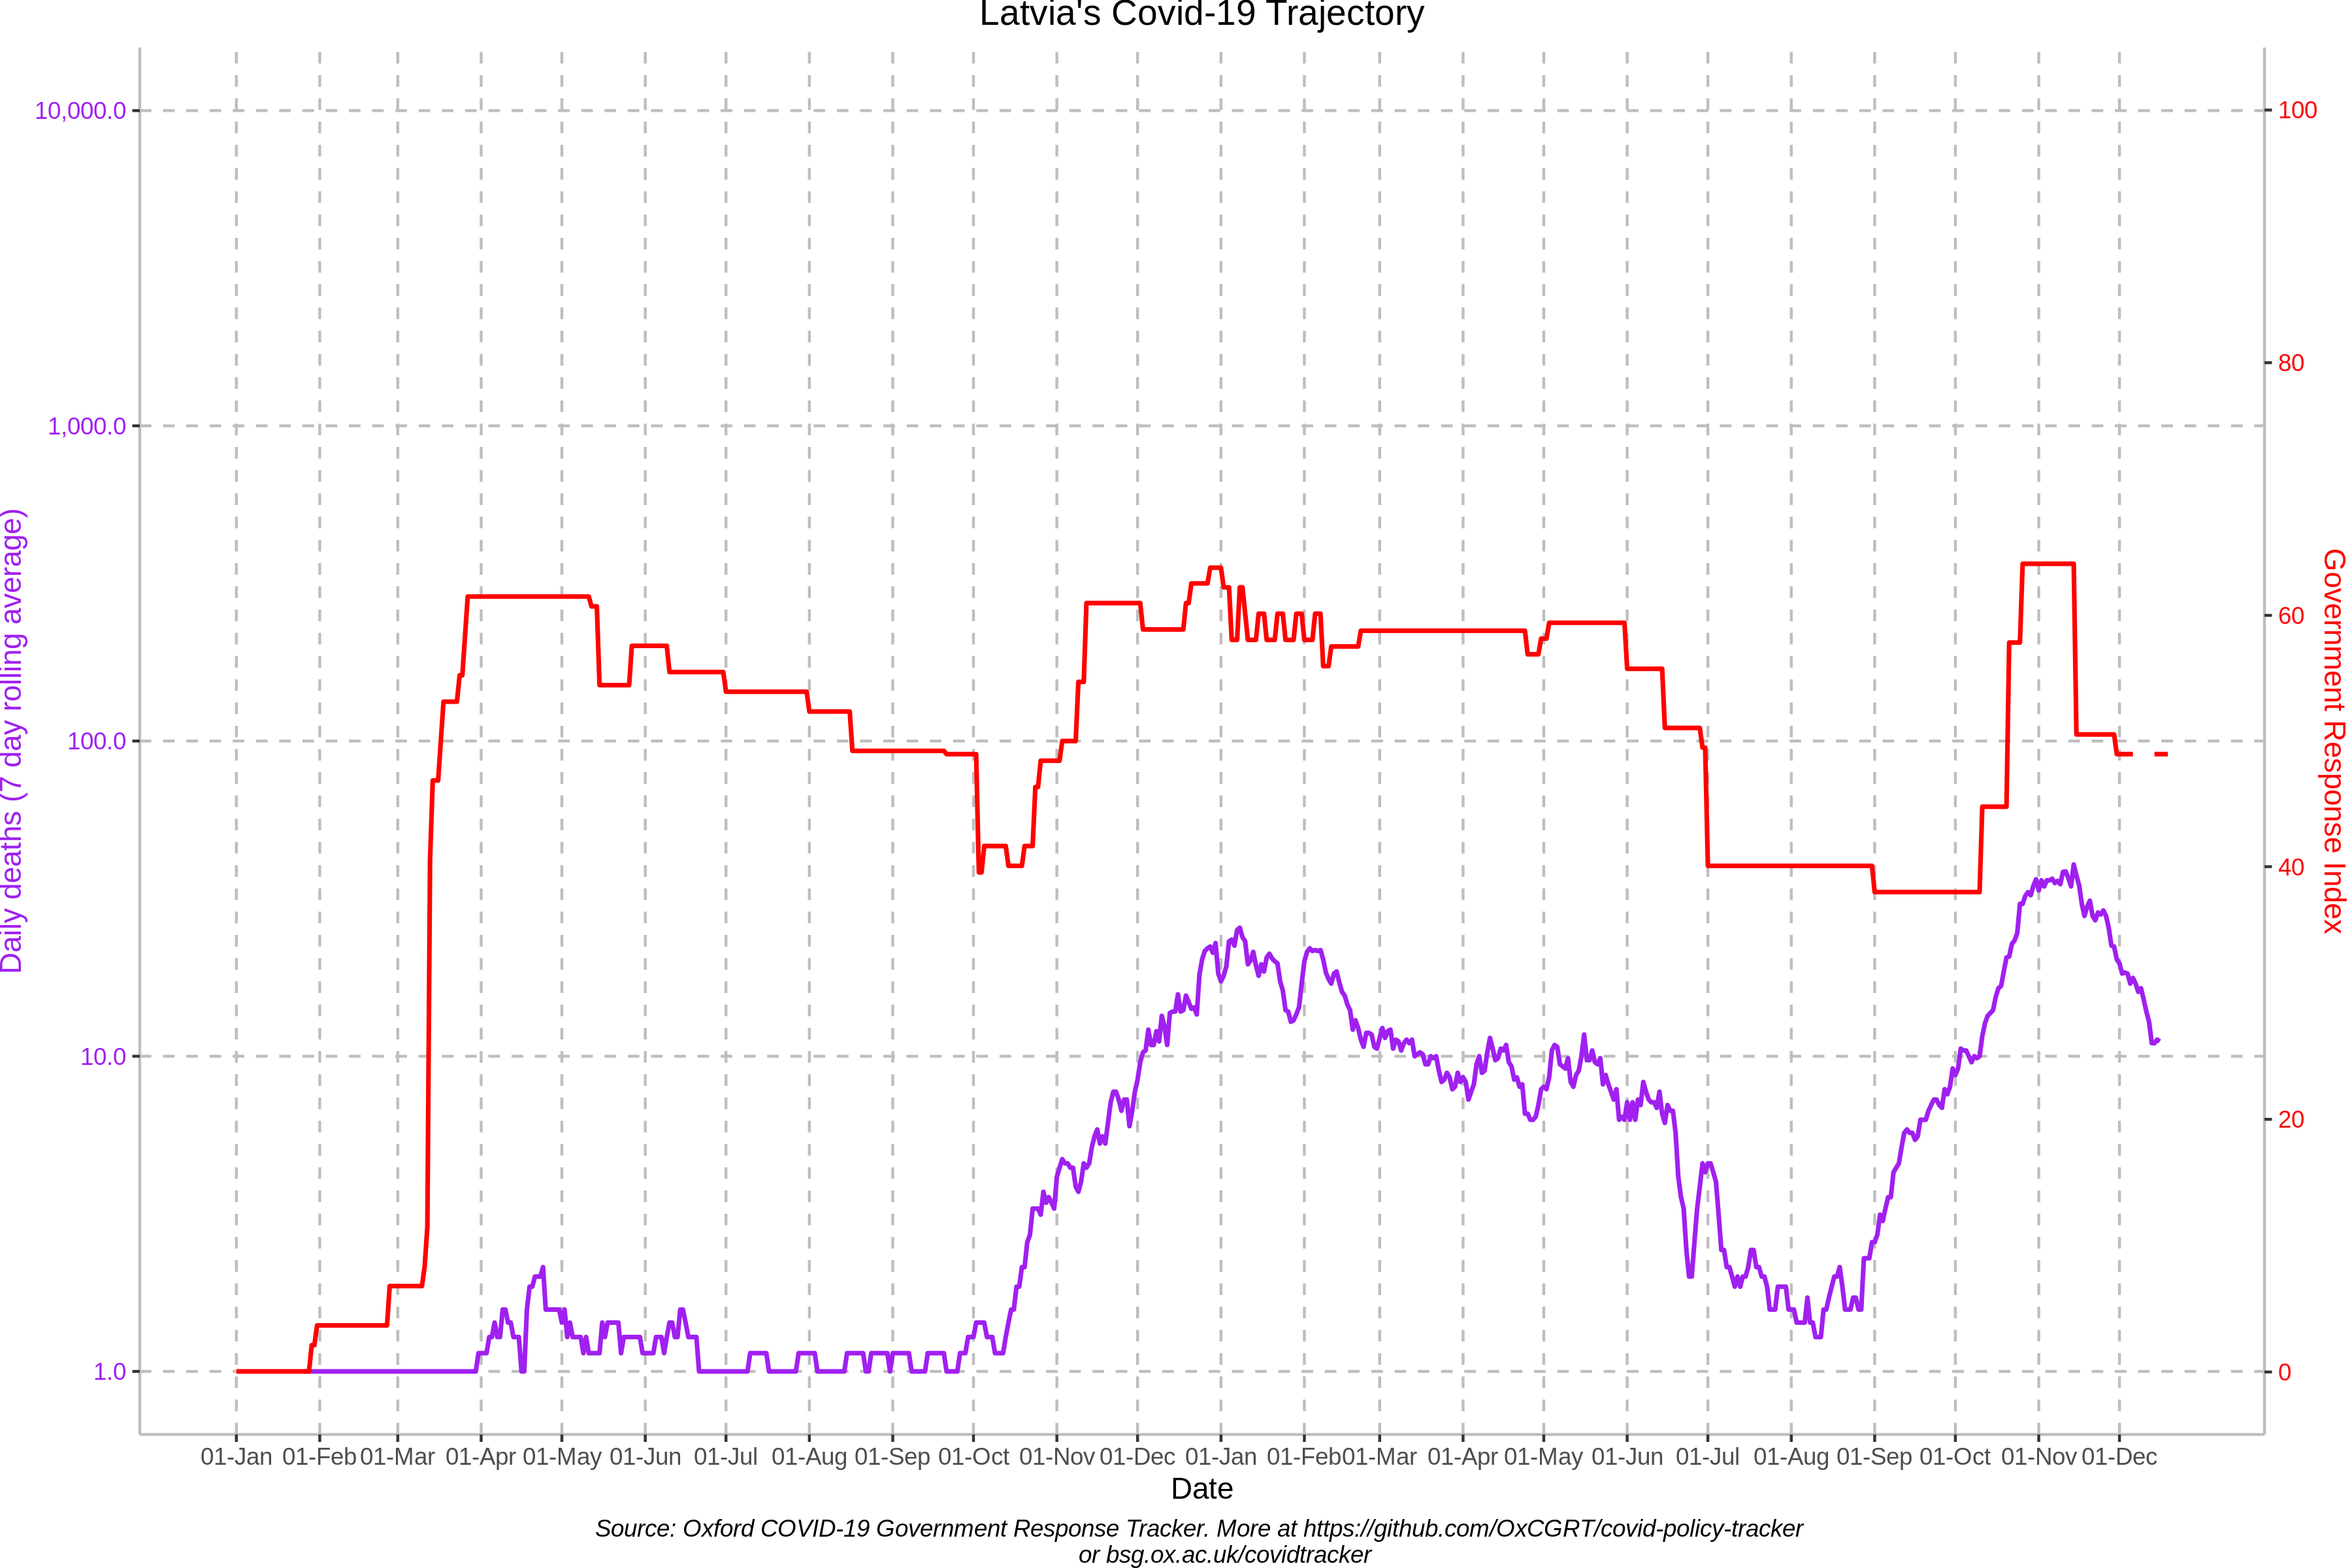 Latvia's Covid-19 Trajectory
10,000.0
1,000.0
100.0
10.0
1.0
Daily deaths (7 day rolling average)
100
80
60
40
20
0
Government Response Index
01-Jan 01-Feb 01-Mar 01-Apr 01-May 01-Jun 01-Jul 01-Aug 01-Sep 01-Oct 01-Nov 01-Dec 01-Jan 01-Feb 01-Mar 01-Apr 01-May 01-Jun 01-Jul 01-Aug 01-Sep 01-Oct 01-Nov 01-Dec
Date
Source: Oxford COVID-19 Government Response Tracker. More at https://github.com/OxCGRT/covid-policy-tracker
or bsg.ox.ac.uk/covidtracker